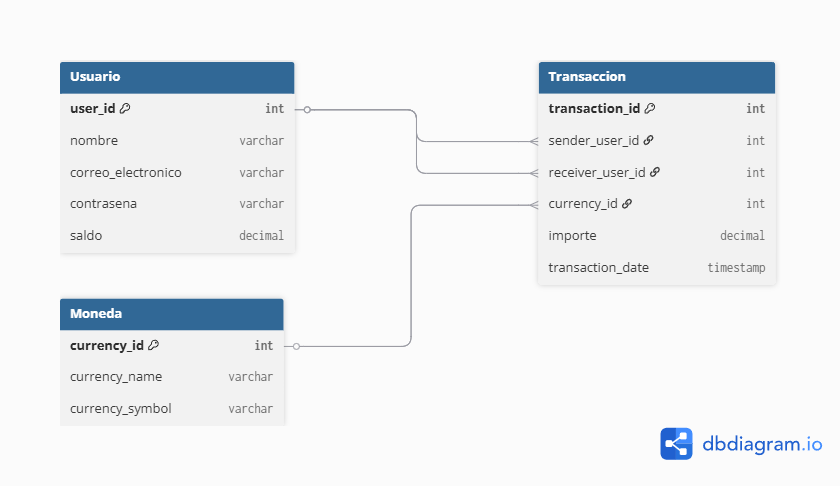 Usuario
user_id int
nombre varchar
correo_electronico varchar
contrasena varchar
saldo decimal
Transaccion
transaction_id int
sender_user_id int
receiver_user_id int
currency_id int
importe decimal
transaction_date timestamp
Moneda
currency_id int
currency_name varchar
currency_symbol varchar
dbdiagram.io